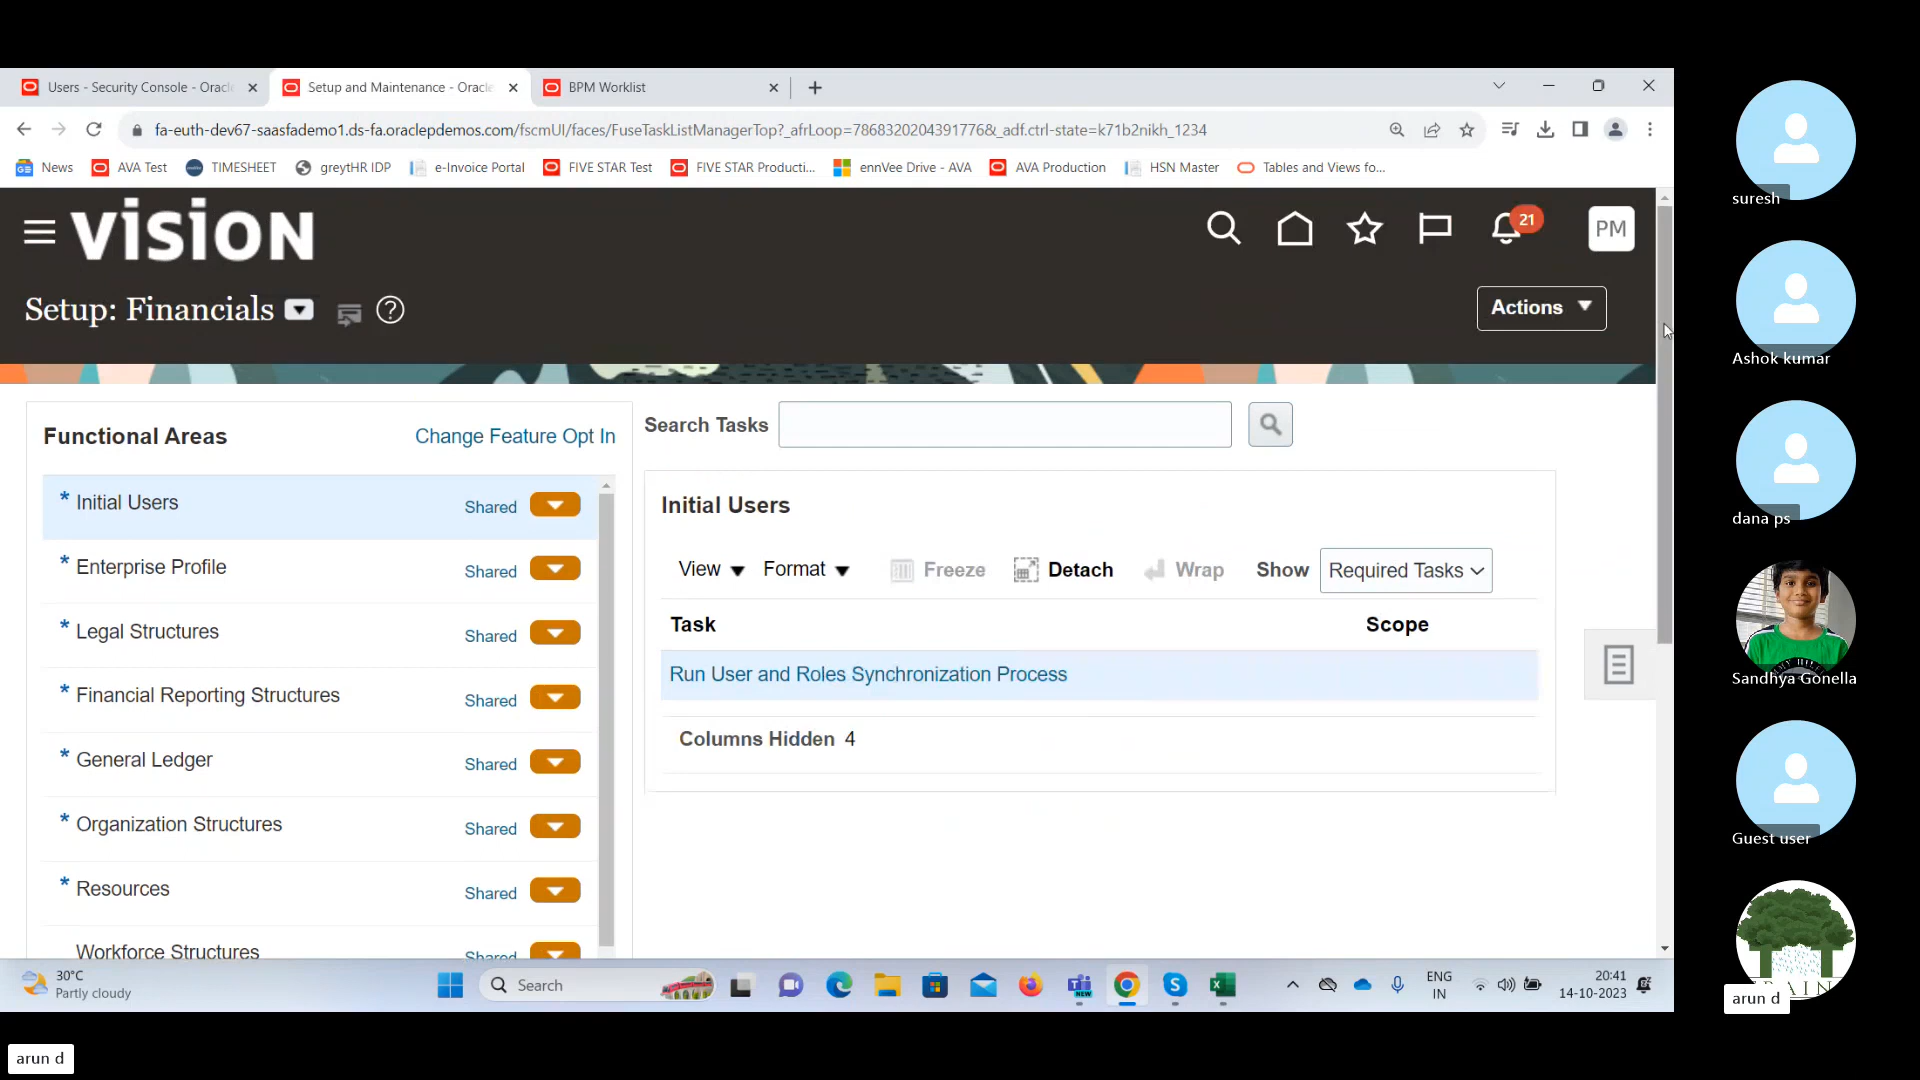 Users - Security Console - Oracl
Setup and Maintenance - Oracle
BPM Worklist
fa-euth-dev67-saasfademo1.ds-fa.oraclepdemos.com/fscmUI/faces/FuseTaskListManagerTop?_afrLoop=78683202043917​76&_adf.ctrl-state=k71b2nikh_1234
News
AVA Test
TIMESHEET
greytHR IDP
e-Invoice Portal
FIVE STAR Test
FIVE STAR Producti...
ennVee Drive - AVA
AVA Production
HSN Master
Tables and Views fo...
vision
21
PM
Setup: Financials
Actions
Functional Areas
Change Feature Opt In
* Initial Users Shared
* Enterprise Profile Shared
* Legal Structures Shared
* Financial Reporting Structures Shared
* General Ledger Shared
* Organization Structures Shared
* Resources Shared
Workforce Structures Shared
Search Tasks
Initial Users
View Format Freeze Detach Wrap Show Required Tasks
Task Scope
Run User and Roles Synchronization Process
Columns Hidden 4
30°C
Partly cloudy
Search
NEW
ENG
IN
20:41
14-10-2023
suresh
Ashok kumar
dana ps
Sandhya Gonella
Guest user
arun d
arun d